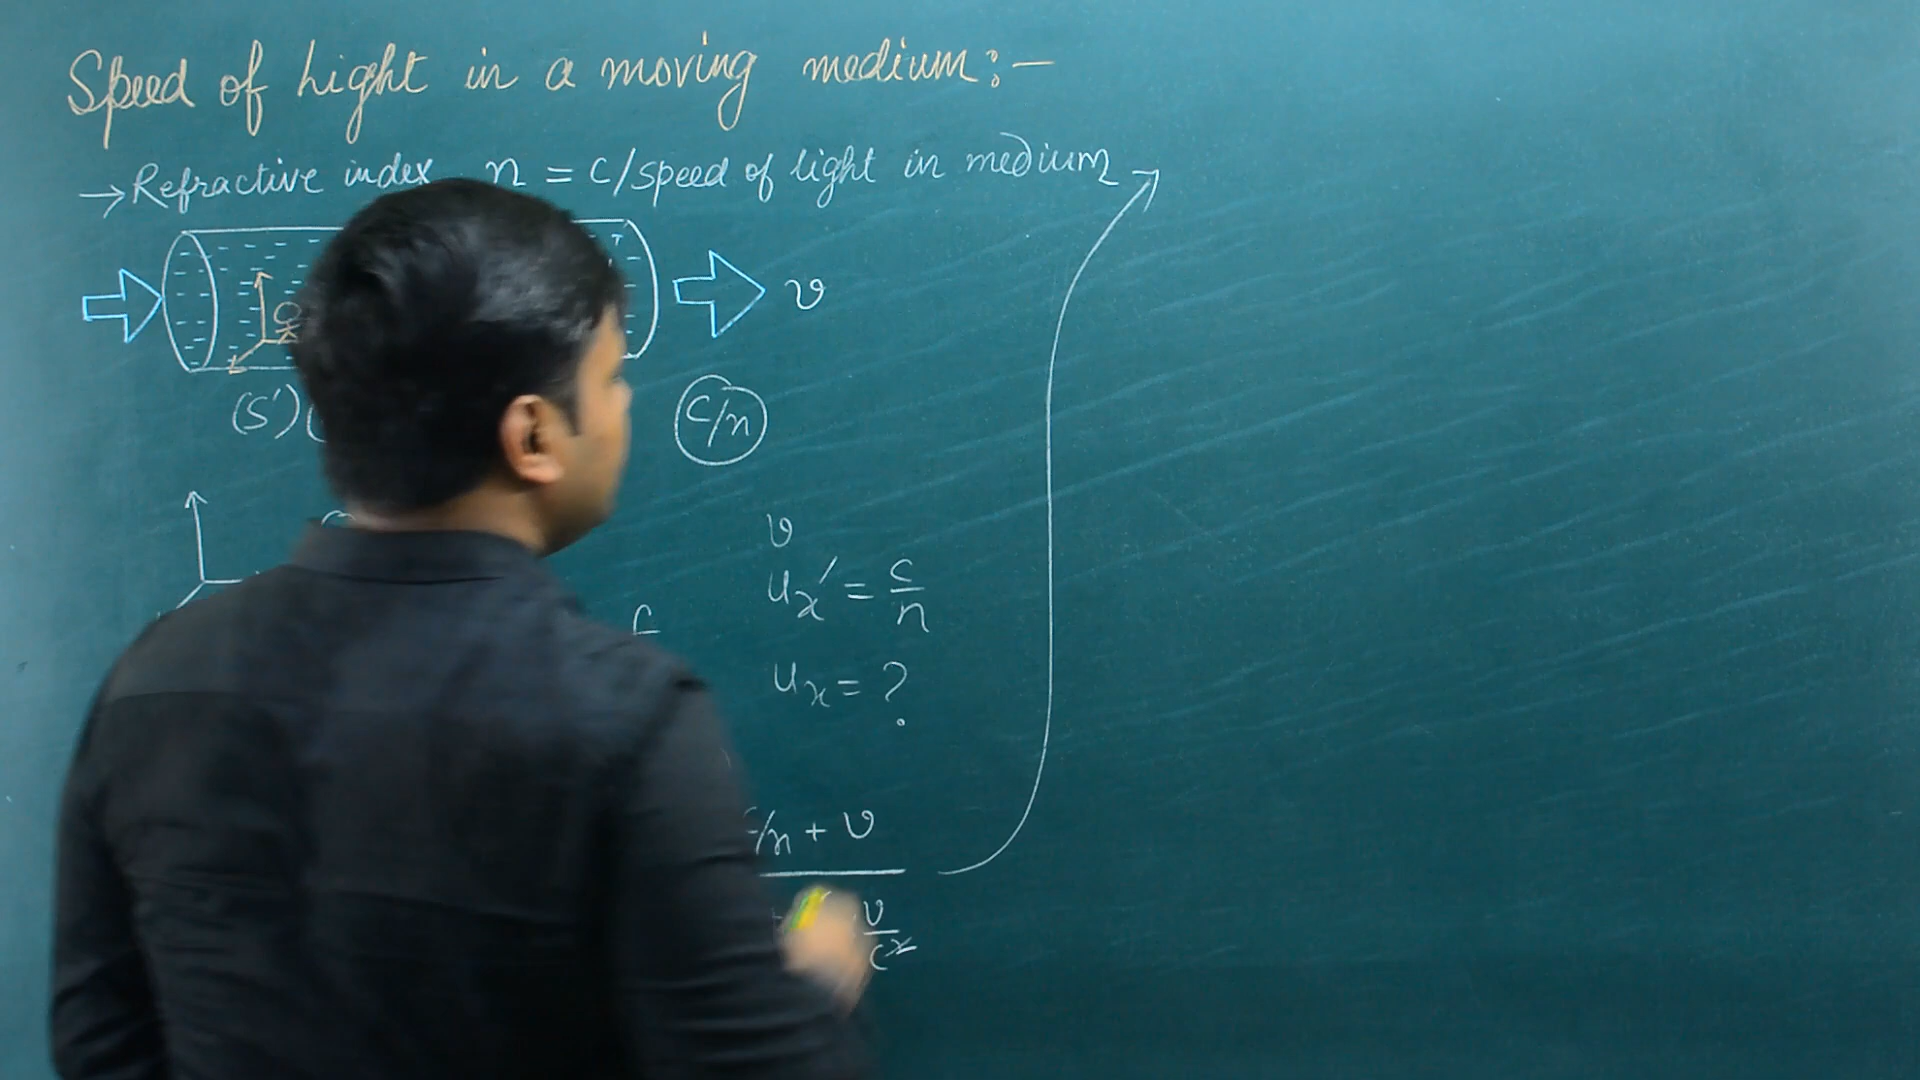 Speed of Light in a moving medium:-
→ Refractive index n = c/speed of light in medium
v
(S')(
c/n
v
u_x' = c/n
u_x = ?
/n + v
v/c²